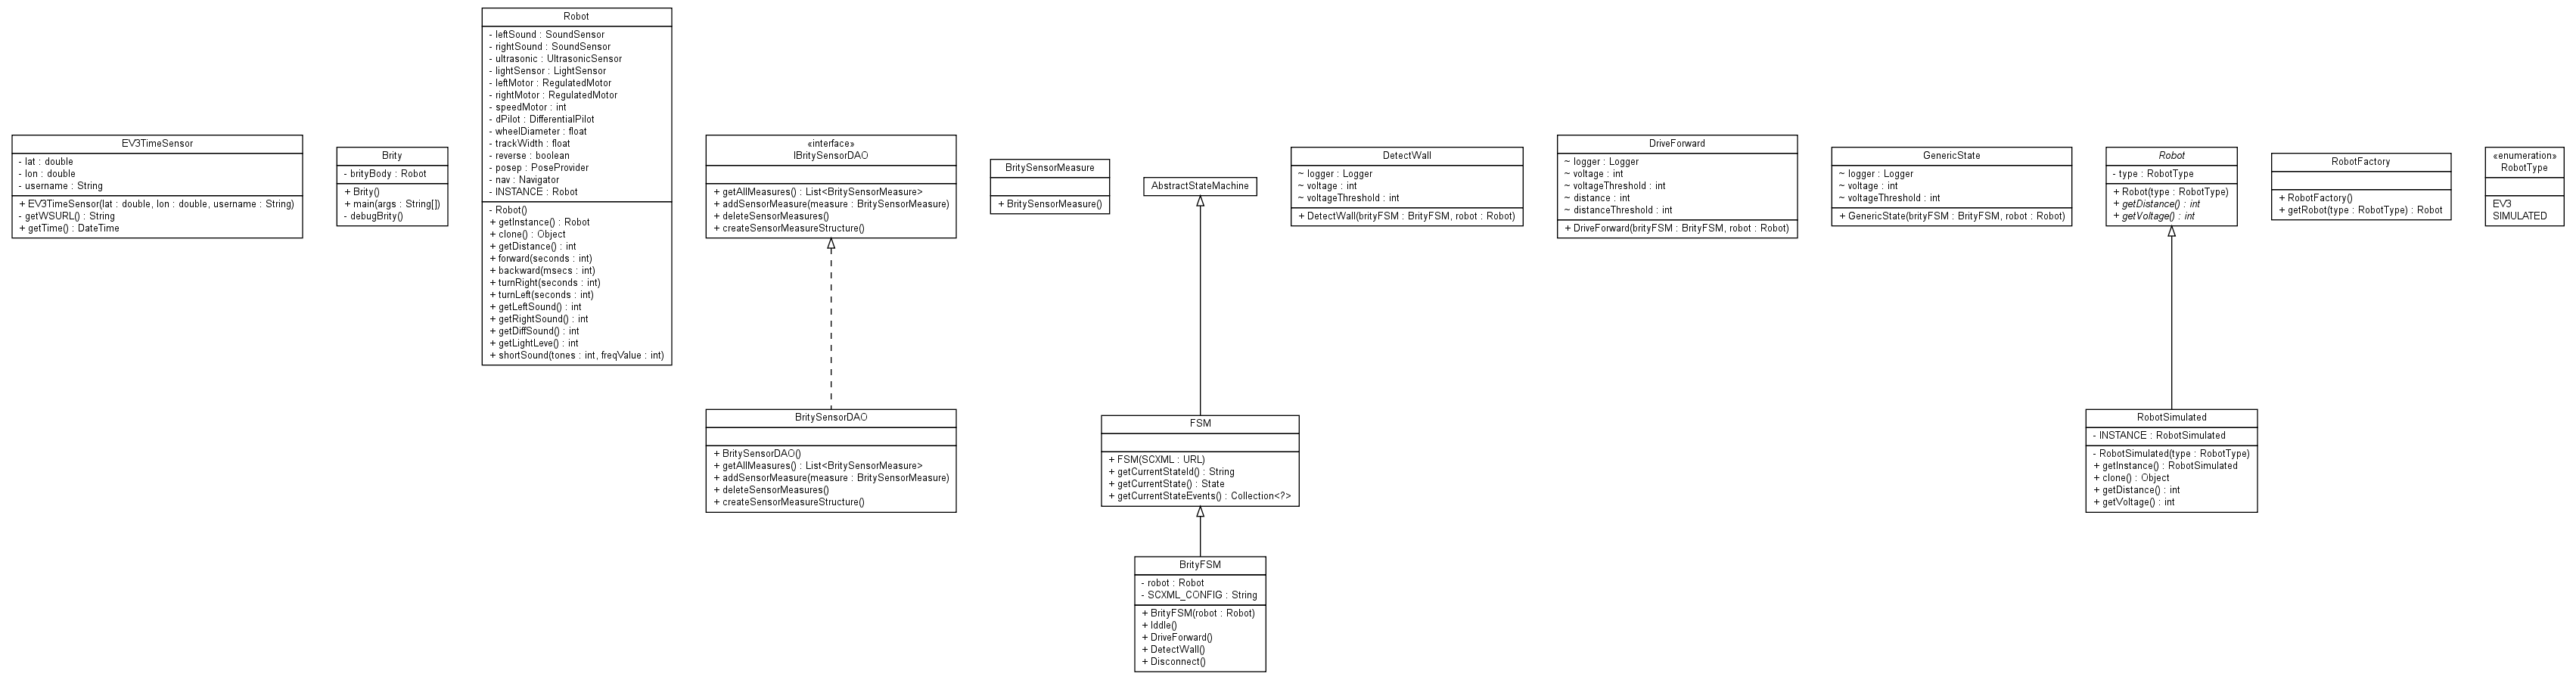 EV3TimeSensor
- lat : double
- lon : double
- username : String
+ EV3TimeSensor(lat : double, lon : double, username : String)
- getWSURL() : String
+ getTime() : DateTime
Brity
- brityBody : Robot
+ Brity()
+ main(args : String[])
- debugBrity()
Robot
- leftSound : SoundSensor
- rightSound : SoundSensor
- ultrasonic : UltrasonicSensor
- lightSensor : LightSensor
- leftMotor : RegulatedMotor
- rightMotor : RegulatedMotor
- speedMotor : int
- dPilot : DifferentialPilot
- wheelDiameter : float
- trackWidth : float
- reverse : boolean
- posep : PoseProvider
- nav : Navigator
- INSTANCE : Robot
- Robot()
+ getInstance() : Robot
+ clone() : Object
+ getDistance() : int
+ forward(seconds : int)
+ backward(msecs : int)
+ turnRight(seconds : int)
+ turnLeft(seconds : int)
+ getLeftSound() : int
+ getRightSound() : int
+ getDiffSound() : int
+ getLightLeve() : int
+ shortSound(tones : int, freqValue : int)
«interface»
IBritySensorDAO
+ getAllMeasures() : List<BritySensorMeasure>
+ addSensorMeasure(measure : BritySensorMeasure)
+ deleteSensorMeasures()
+ createSensorMeasureStructure()
BritySensorDAO
+ BritySensorDAO()
+ getAllMeasures() : List<BritySensorMeasure>
+ addSensorMeasure(measure : BritySensorMeasure)
+ deleteSensorMeasures()
+ createSensorMeasureStructure()
BritySensorMeasure
+ BritySensorMeasure()
AbstractStateMachine
FSM
+ FSM(SCXML : URL)
+ getCurrentStateId() : String
+ getCurrentState() : State
+ getCurrentStateEvents() : Collection<?>
BrityFSM
- robot : Robot
- SCXML_CONFIG : String
+ BrityFSM(robot : Robot)
+ Iddle()
+ DriveForward()
+ DetectWall()
+ Disconnect()
DetectWall
~ logger : Logger
~ voltage : int
~ voltageThreshold : int
+ DetectWall(brityFSM : BrityFSM, robot : Robot)
DriveForward
~ logger : Logger
~ voltage : int
~ voltageThreshold : int
~ distance : int
~ distanceThreshold : int
+ DriveForward(brityFSM : BrityFSM, robot : Robot)
GenericState
~ logger : Logger
~ voltage : int
~ voltageThreshold : int
+ GenericState(brityFSM : BrityFSM, robot : Robot)
Robot
- type : RobotType
+ Robot(type : RobotType)
+ getDistance() : int
+ getVoltage() : int
RobotSimulated
- INSTANCE : RobotSimulated
- RobotSimulated(type : RobotType)
+ getInstance() : RobotSimulated
+ clone() : Object
+ getDistance() : int
+ getVoltage() : int
RobotFactory
+ RobotFactory()
+ getRobot(type : RobotType) : Robot
«enumeration»
RobotType
EV3
SIMULATED